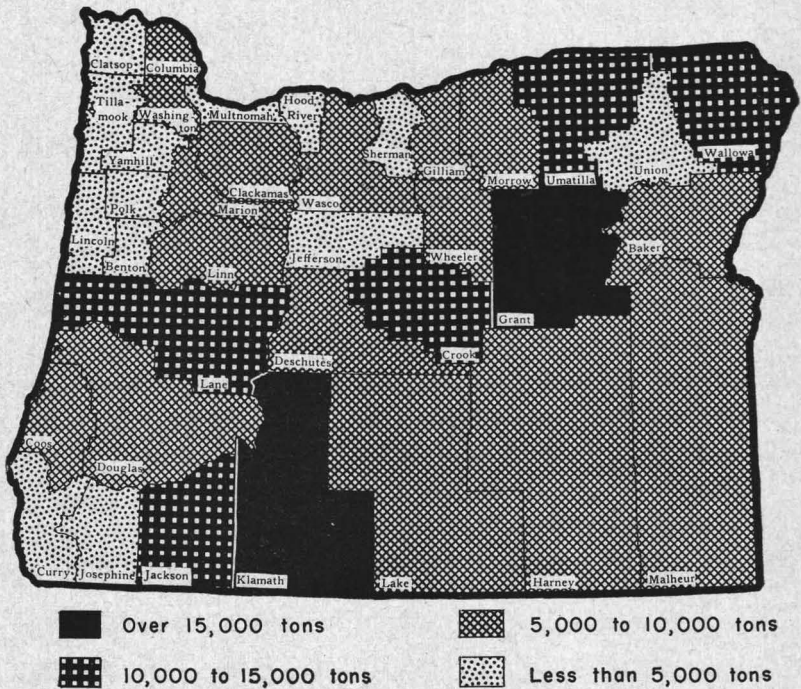 Clatsop
Columbia
Tilla-
mook
Washing-
ton
Multnomah
Hood
River
Yamhill
Sherman
Gilliam
Morrow
Umatilla
Union
Wallowa
Clackamas
Polk
Marion
Wasco
Lincoln
Benton
Linn
Jefferson
Wheeler
Baker
Grant
Deschutes
Crook
Lane
Coos
Douglas
Curry
Josephine
Jackson
Klamath
Lake
Harney
Malheur
Over 15,000 tons
5,000 to 10,000 tons
10,000 to 15,000 tons
Less than 5,000 tons